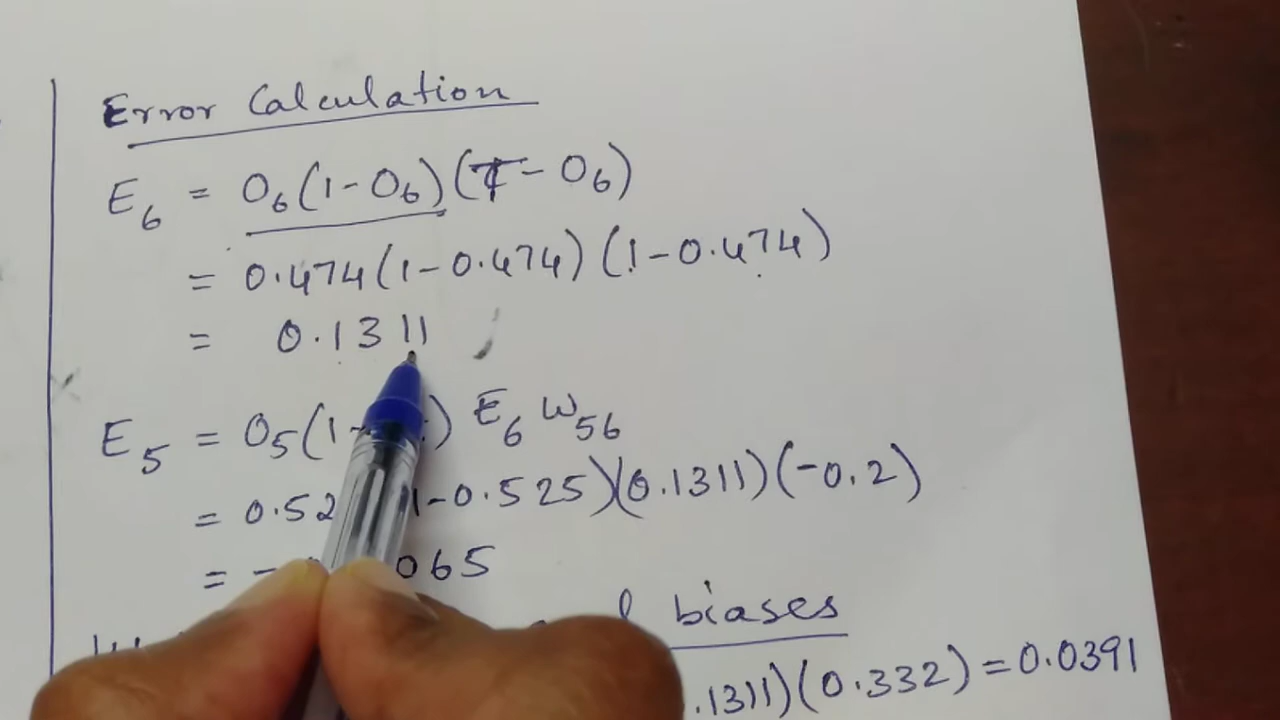 Error Calculation
E6 = O6(1-O6)(T-O6)
= 0.474(1-0.474)(1-0.474)
= 0.1311
E5 = O5(1- ) E6 W56
= 0.52 1-0.525)(0.1311)(-0.2)
= - 065
biases
.1311)(0.332) = 0.0391